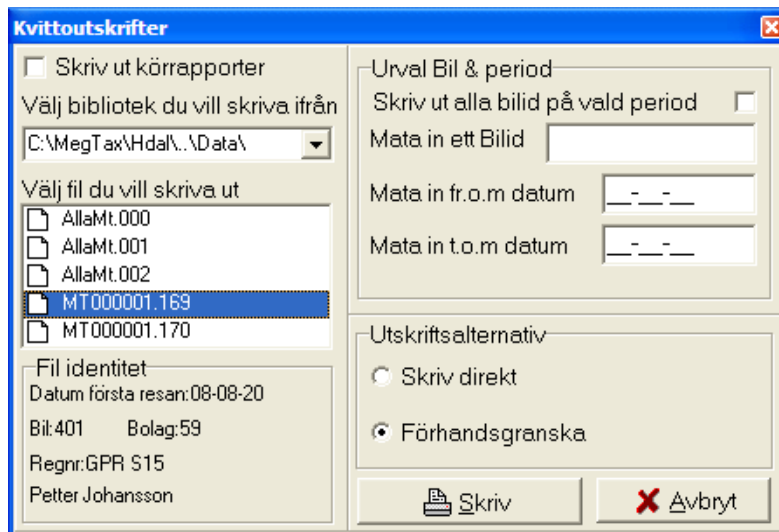 Kvittoutskrifter
Skriv ut körrapporter
Välj bibliotek du vill skriva ifrån
C:\MegTax\Hdal\..\Data\
Välj fil du vill skriva ut
AllaMt.000
AllaMt.001
AllaMt.002
MT000001.169
MT000001.170
Fil identitet
Datum första resan:08-08-20
Bil:401 Bolag:59
Regnr:GPR S15
Petter Johansson
Urval Bil & period
Skriv ut alla bilid på vald period
Mata in ett Bilid
Mata in fr.o.m datum __-__-__
Mata in t.o.m datum __-__-__
Utskriftsalternativ
Skriv direkt
Förhandsgranska
Skriv
Avbryt